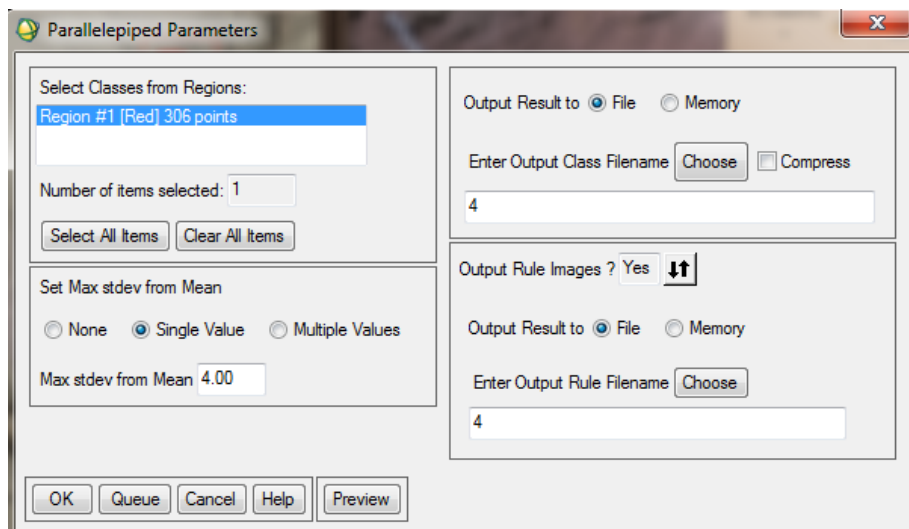 Parallelepiped Parameters
Select Classes from Regions:
Region #1 [Red] 306 points
Number of items selected: 1
Select All Items Clear All Items
Set Max stdev from Mean
None Single Value Multiple Values
Max stdev from Mean 4.00
Output Result to File Memory
Enter Output Class Filename Choose Compress
4
Output Rule Images ? Yes
Output Result to File Memory
Enter Output Rule Filename Choose
4
OK Queue Cancel Help Preview